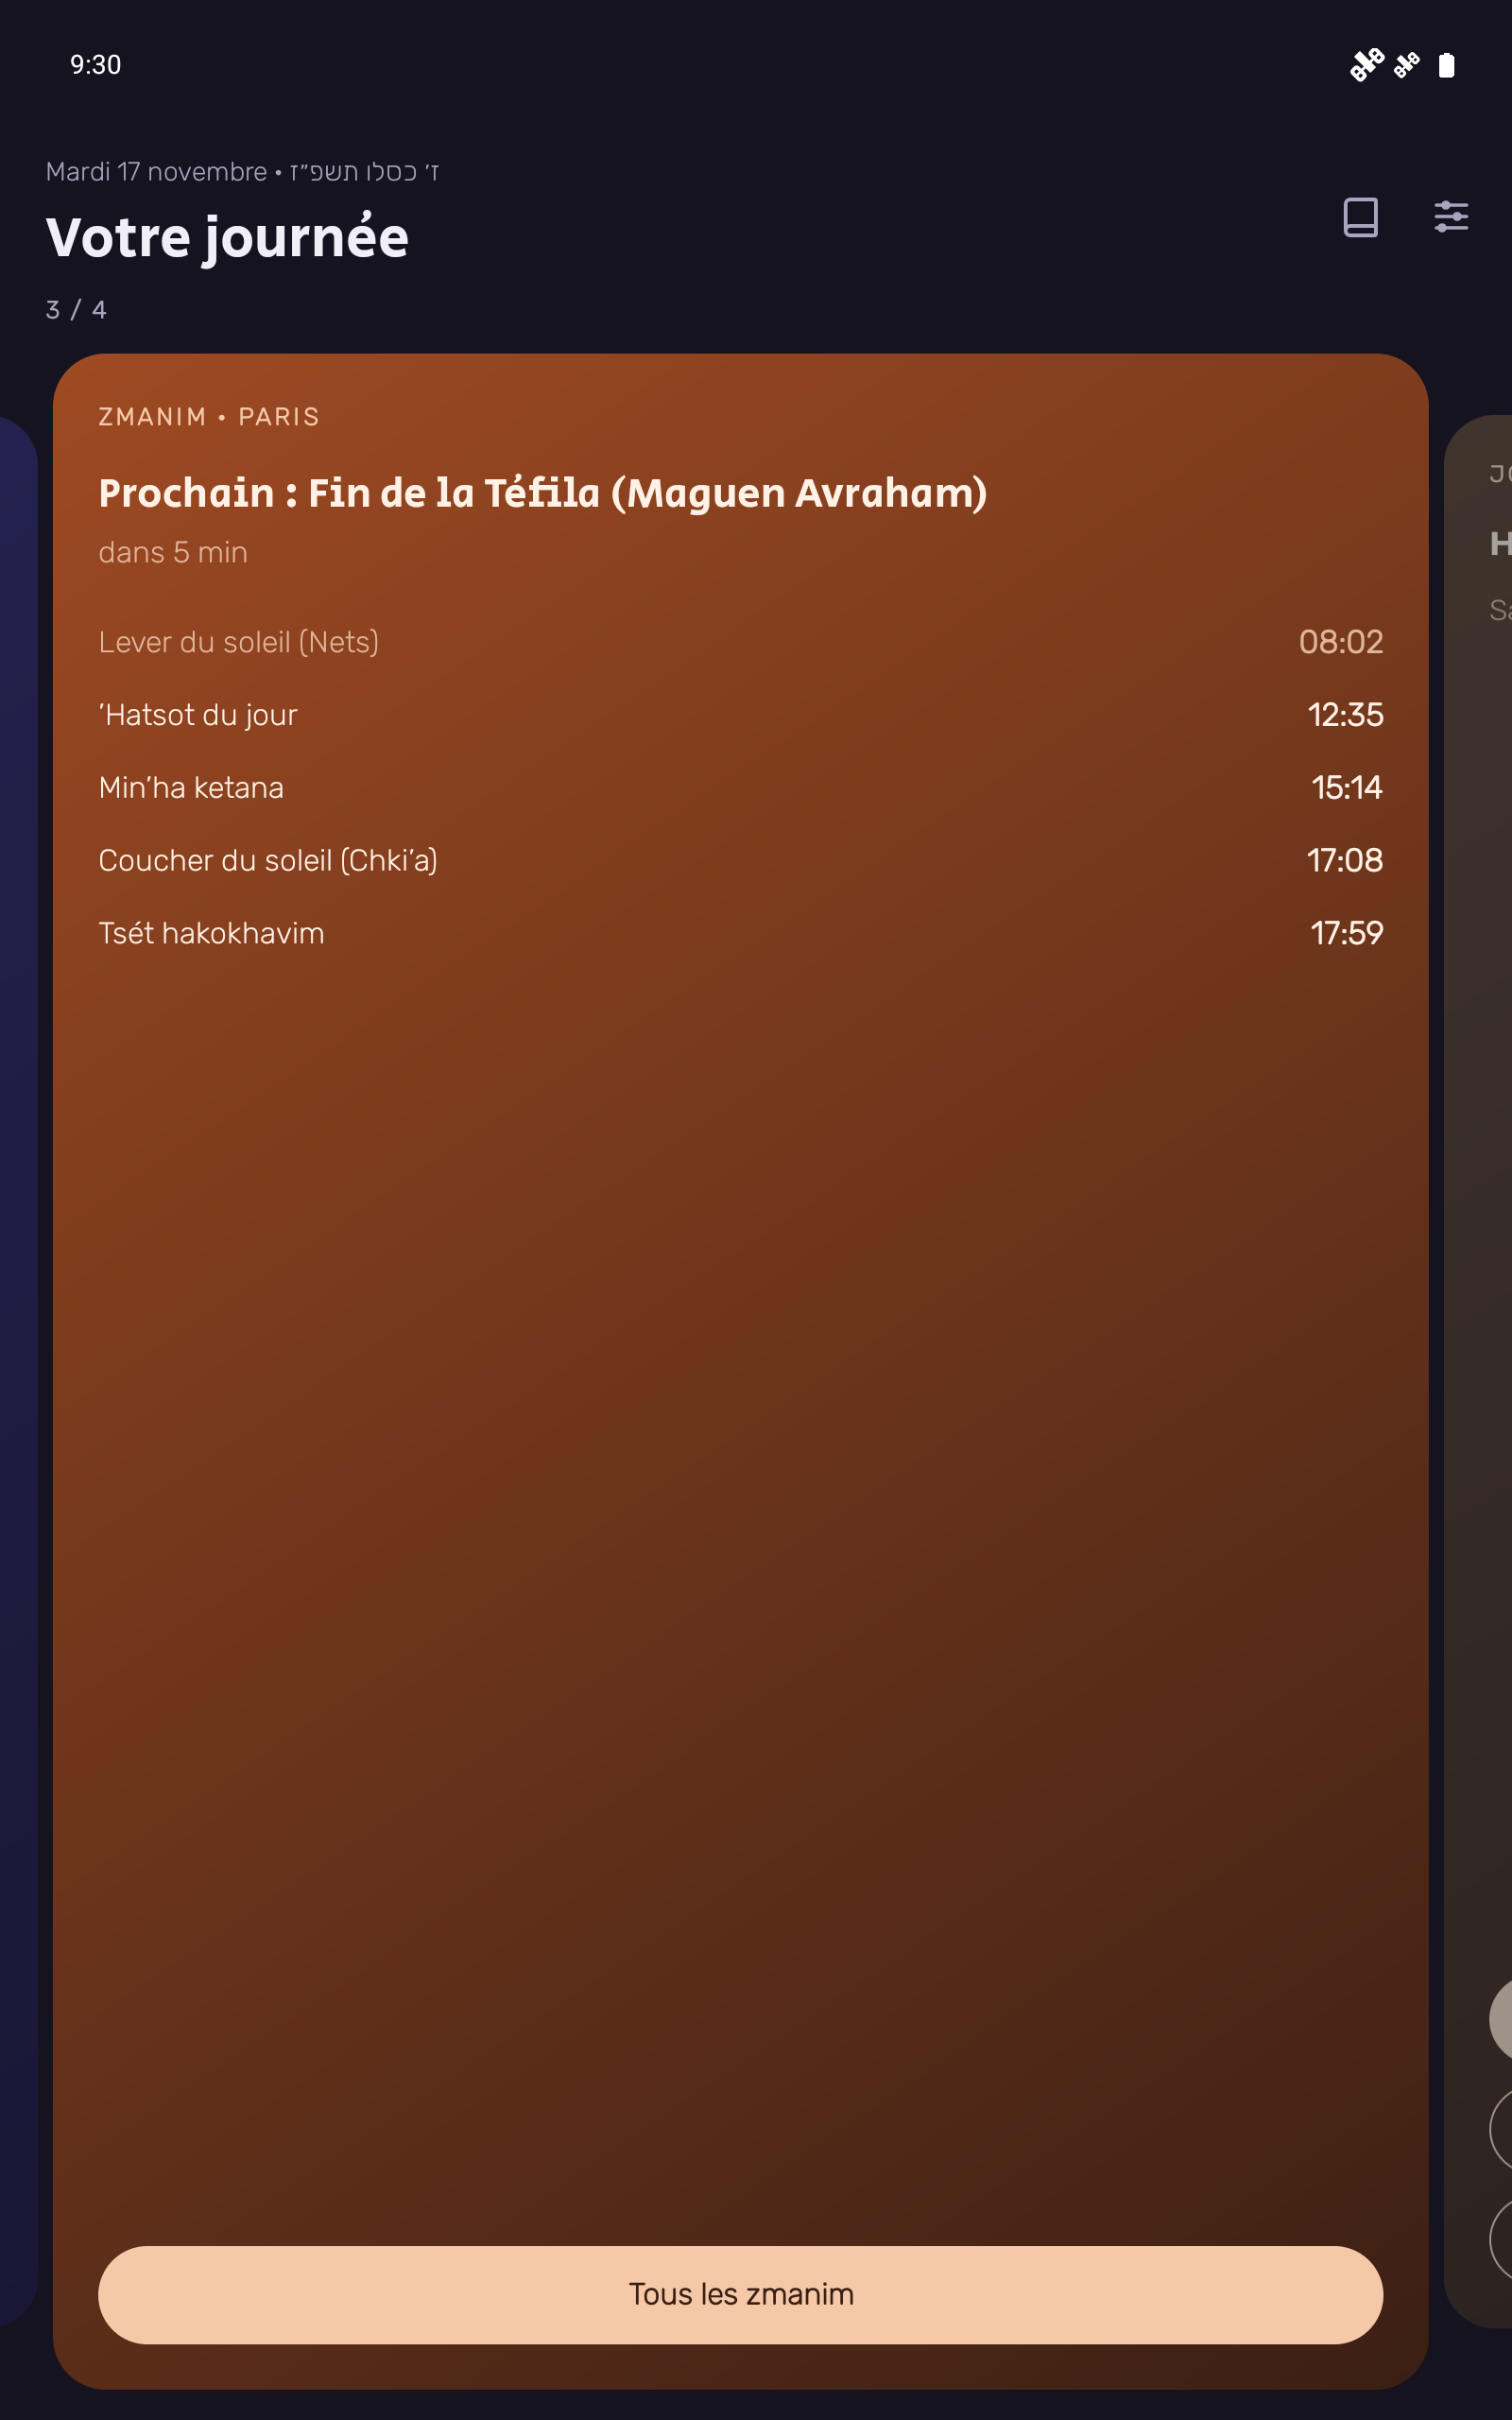 9:30
Mardi 17 novembre • ז׳ כסלו תשפ״ז
Votre journée
3 / 4
ZMANIM • PARIS
Prochain : Fin de la Téfila (Maguen Avraham)
dans 5 min
Lever du soleil (Nets) 08:02
’Hatsot du jour 12:35
Min’ha ketana 15:14
Coucher du soleil (Chki’a) 17:08
Tsét hakokhavim 17:59
Tous les zmanim